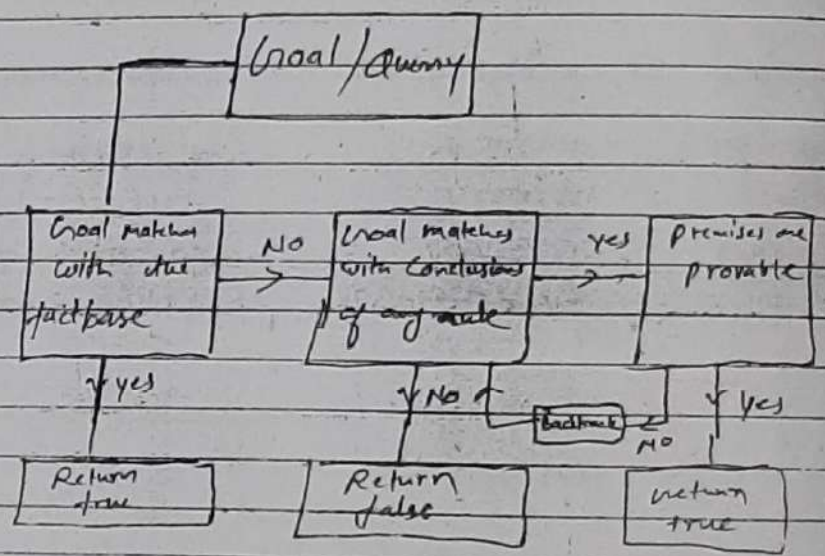 Goal/Query
Goal matches
with the
factbase
NO
Goal matches
with Conclusions
of any rule
yes
Premises are
provable
yes
No
Backtrack
NO
yes
Return
true
Return
false
return
true